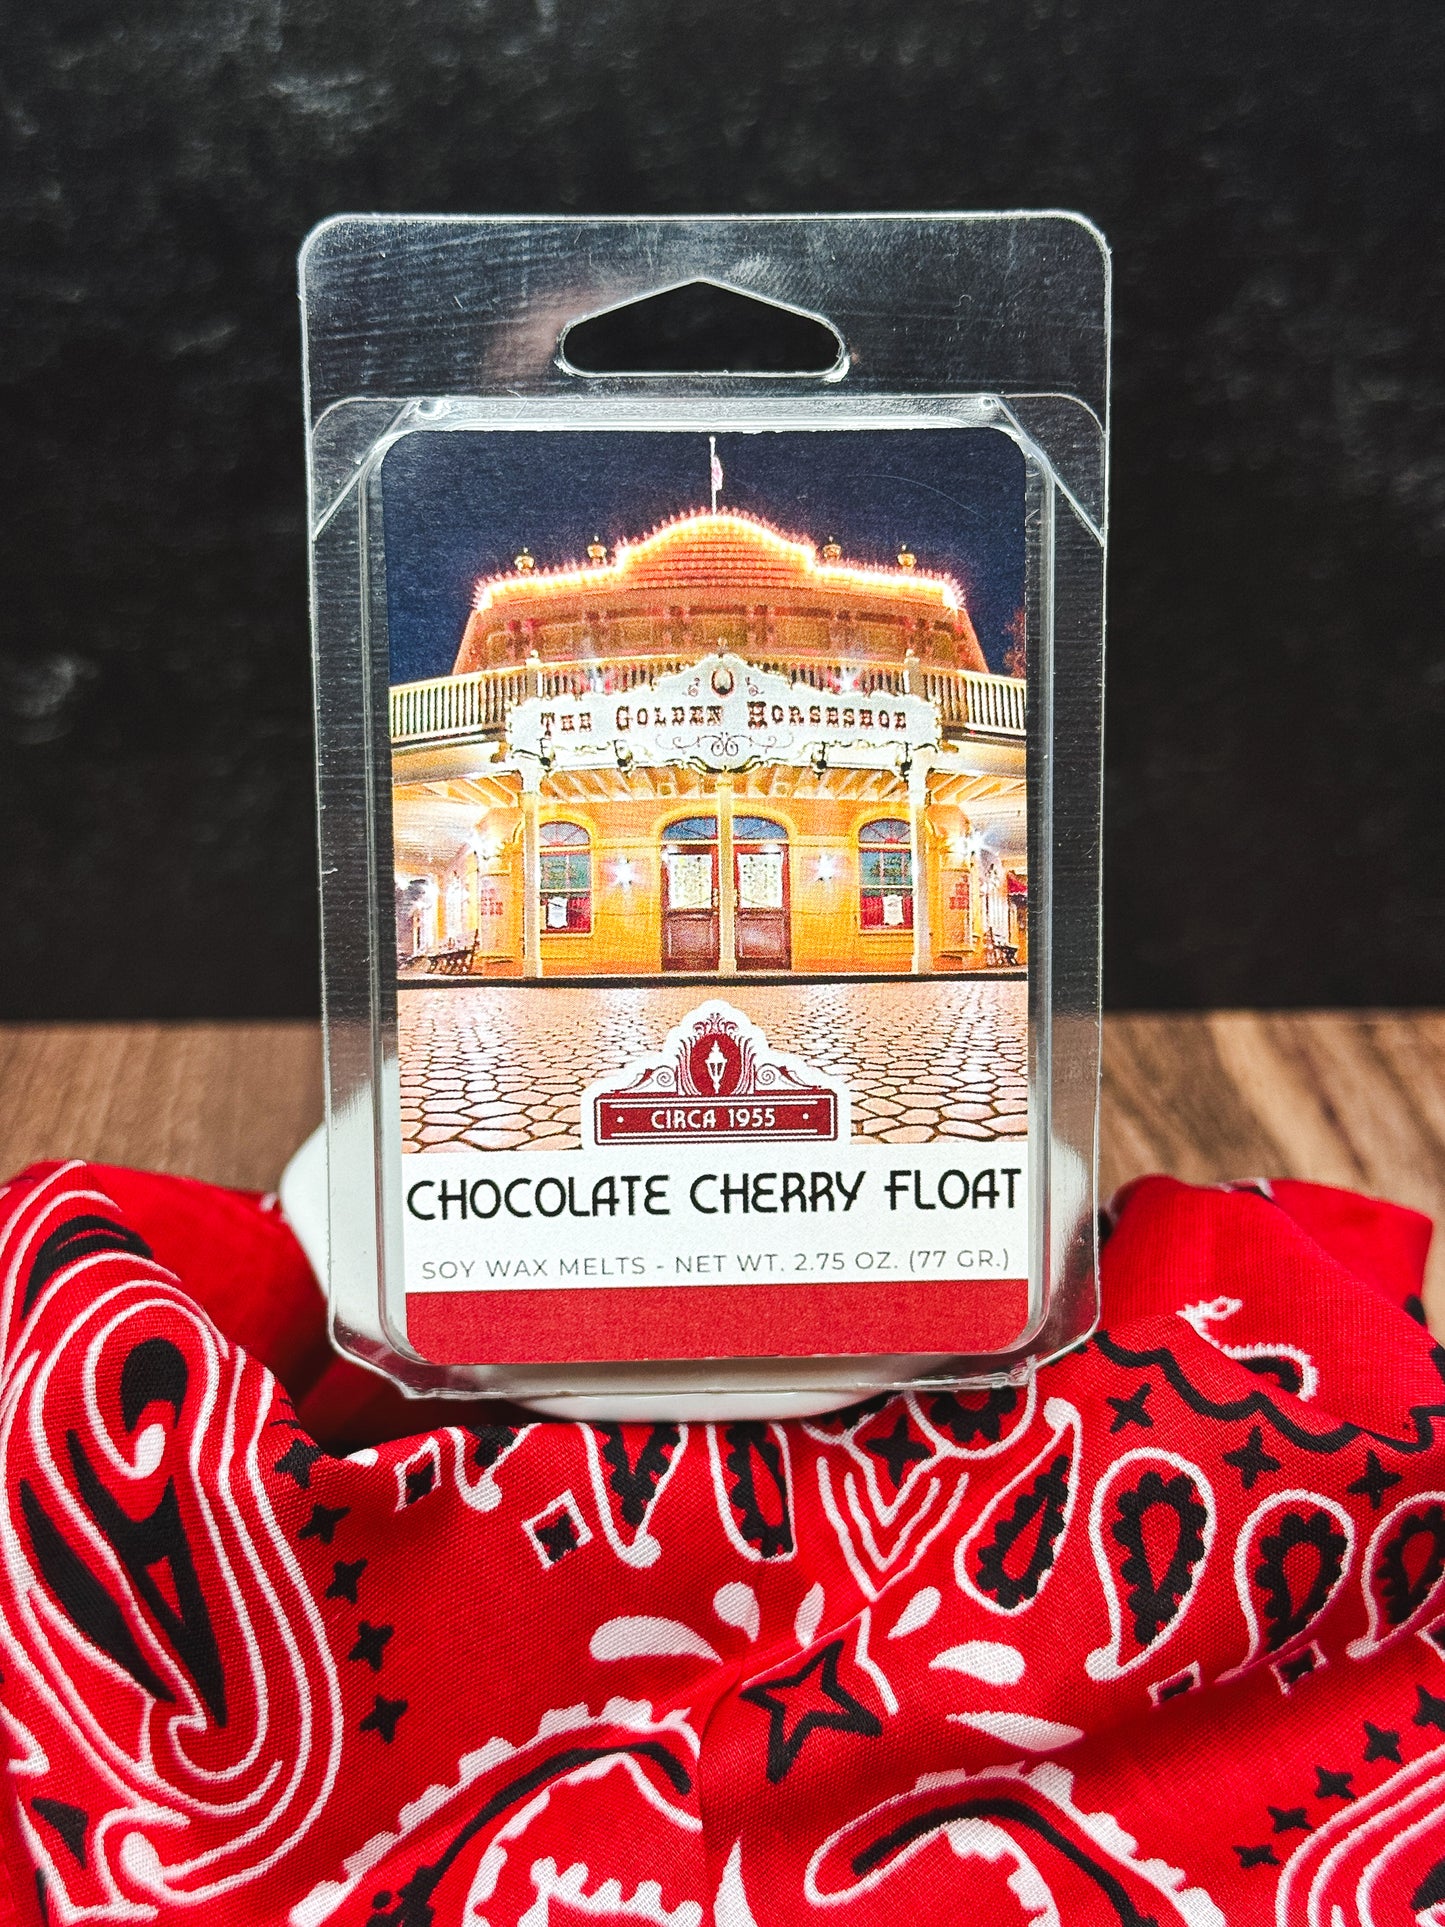 THE GOLDEN HORSESHOE
CIRCA 1955
CHOCOLATE CHERRY FLOAT
SOY WAX MELTS - NET WT. 2.75 OZ. (77 GR.)